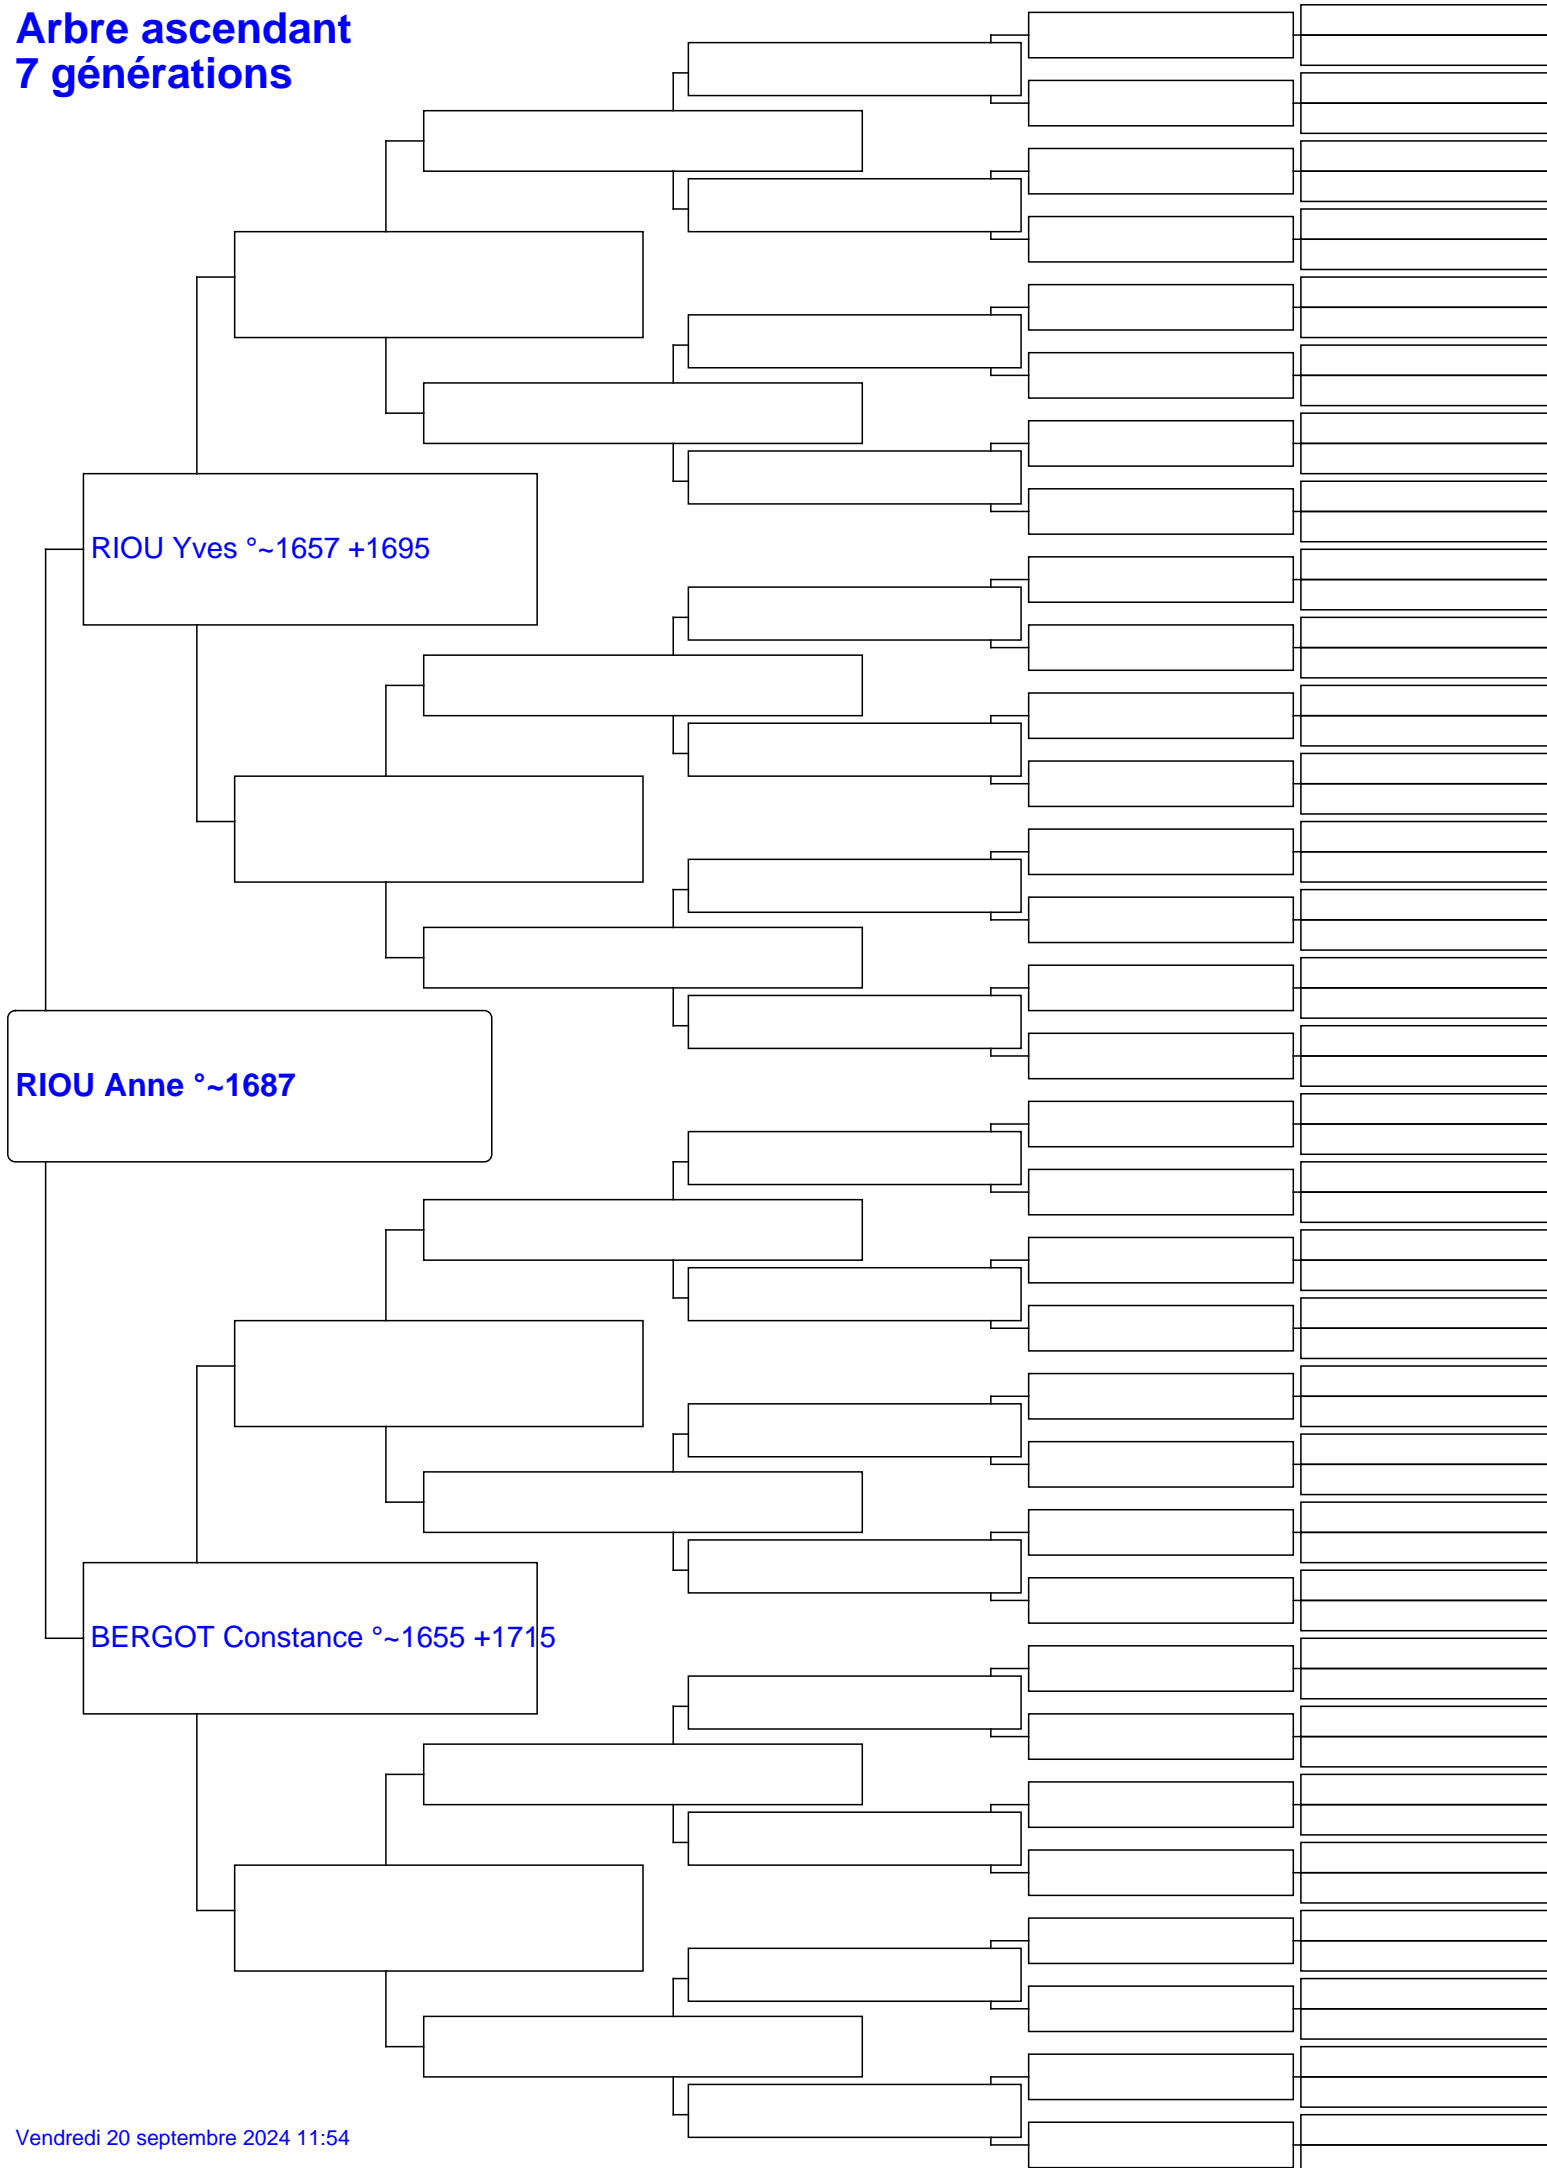 Arbre ascendant
7 générations
RIOU Yves °~1657 +1695
RIOU Anne °~1687
BERGOT Constance °~1655 +1715
Vendredi 20 septembre 2024 11:54